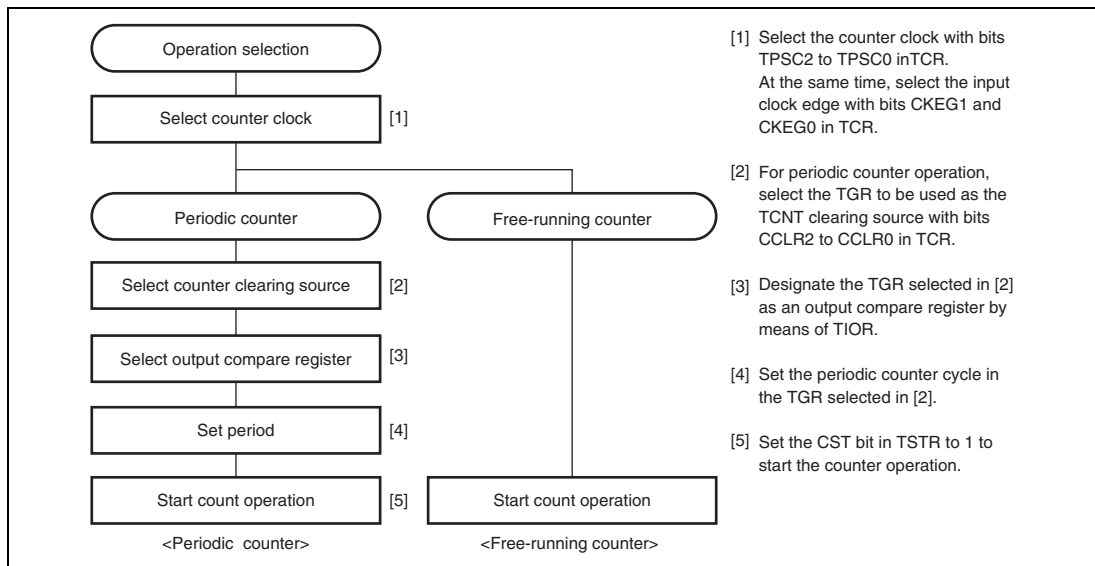 Operation selection
Select counter clock
[1]
Periodic counter
Free-running counter
Select counter clearing source
[2]
Select output compare register
[3]
Set period
[4]
Start count operation
[5]
Start count operation
<Periodic counter>
<Free-running counter>
[1] Select the counter clock with bits
TPSC2 to TPSC0 inTCR.
At the same time, select the input
clock edge with bits CKEG1 and
CKEG0 in TCR.
[2] For periodic counter operation,
select the TGR to be used as the
TCNT clearing source with bits
CCLR2 to CCLR0 in TCR.
[3] Designate the TGR selected in [2]
as an output compare register by
means of TIOR.
[4] Set the periodic counter cycle in
the TGR selected in [2].
[5] Set the CST bit in TSTR to 1 to
start the counter operation.